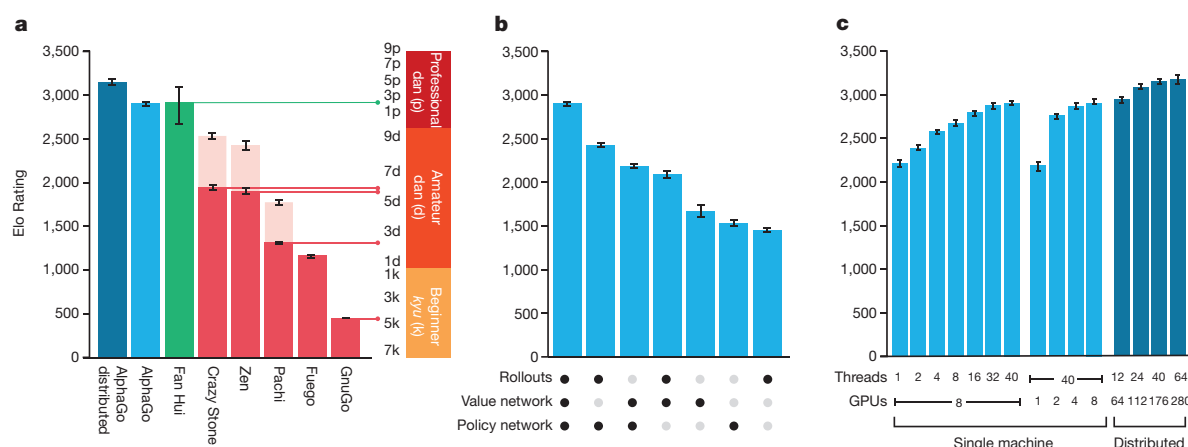 a
Elo Rating
3,500
3,000
2,500
2,000
1,500
1,000
500
0
AlphaGo
distributed
AlphaGo
Fan Hui
Crazy Stone
Zen
Pachi
Fuego
GnuGo
9p
7p
5p
3p
1p
9d
7d
5d
3d
1d
1k
3k
5k
7k
Professional
dan (p)
Amateur
dan (d)
Beginner
kyu (k)
b
3,500
3,000
2,500
2,000
1,500
1,000
500
0
Rollouts
Value network
Policy network
c
3,500
3,000
2,500
2,000
1,500
1,000
500
0
Threads 1 2 4 8 16 32 40 40 12 24 40 64
GPUs 8 1 2 4 8 64 112 176 280
Single machine Distributed